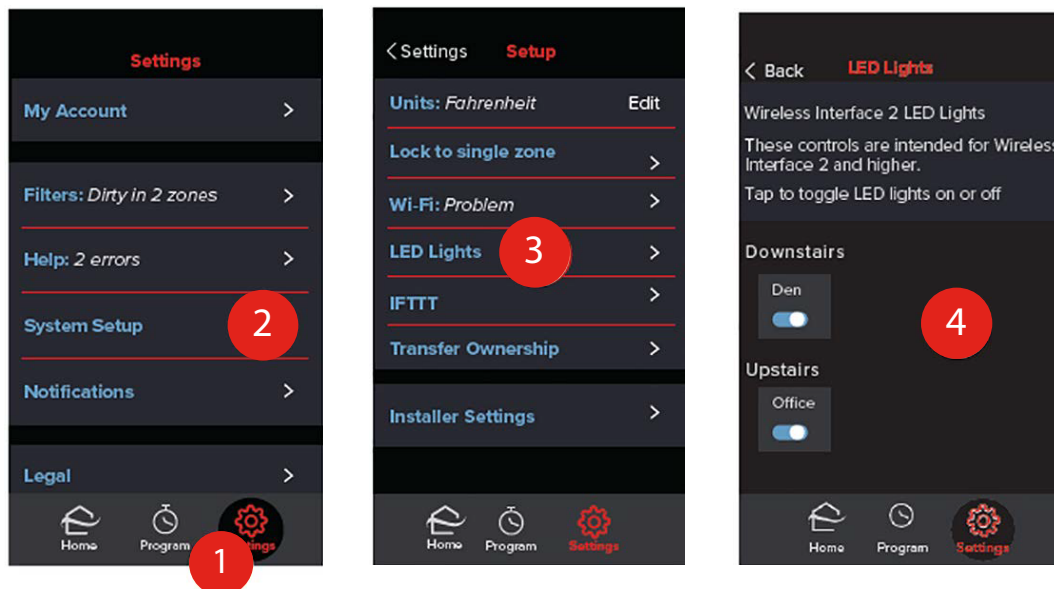 Settings
My Account
Filters: Dirty in 2 zones
Help: 2 errors
System Setup
2
Notifications
Legal
Home
Program
ttings
1
Settings
Setup
Units: Fahrenheit
Edit
Lock to single zone
Wi-Fi: Problem
LED Lights
3
IFTTT
Transfer Ownership
Installer Settings
Home
Program
Settings
Back
LED Lights
Wireless Interface 2 LED Lights
These controls are intended for Wireless
Interface 2 and higher.
Tap to toggle LED lights on or off
Downstairs
Den
4
Upstairs
Office
Home
Program
Settings